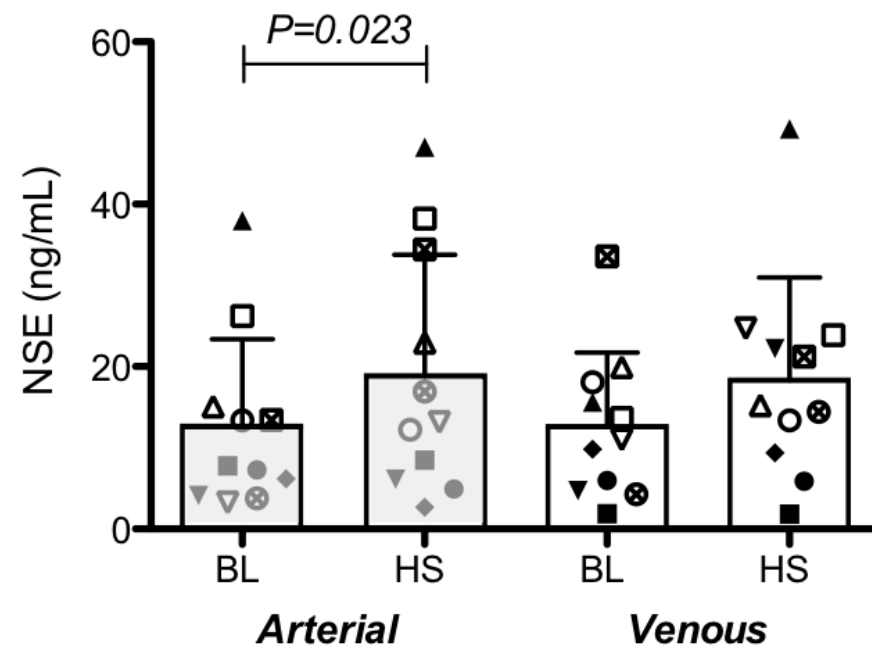 P=0.023
60
40
20
0
NSE (ng/mL)
BL
HS
BL
HS
Arterial
Venous